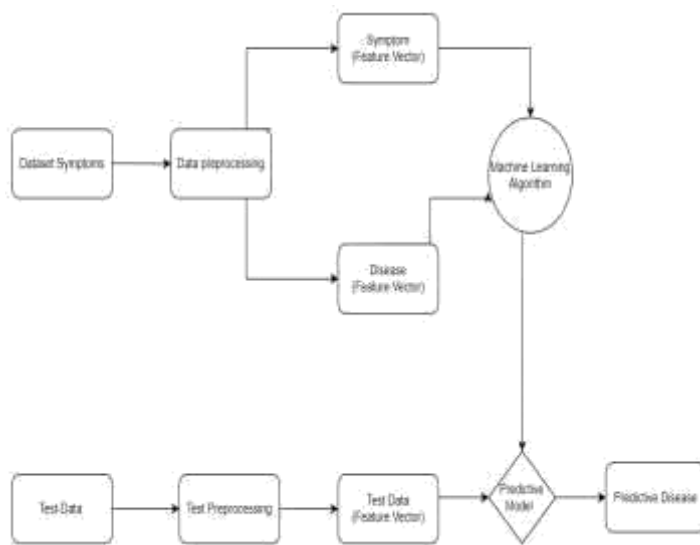 Symptom
(Feature Vector)
Dataset Symptoms
Data preprocessing
Machine Learning
Algorithm
Disease
(Feature Vector)
Test-Data
Test Preprocessing
Test Data
(Feature Vector)
Predictive
Model
Predictive Disease